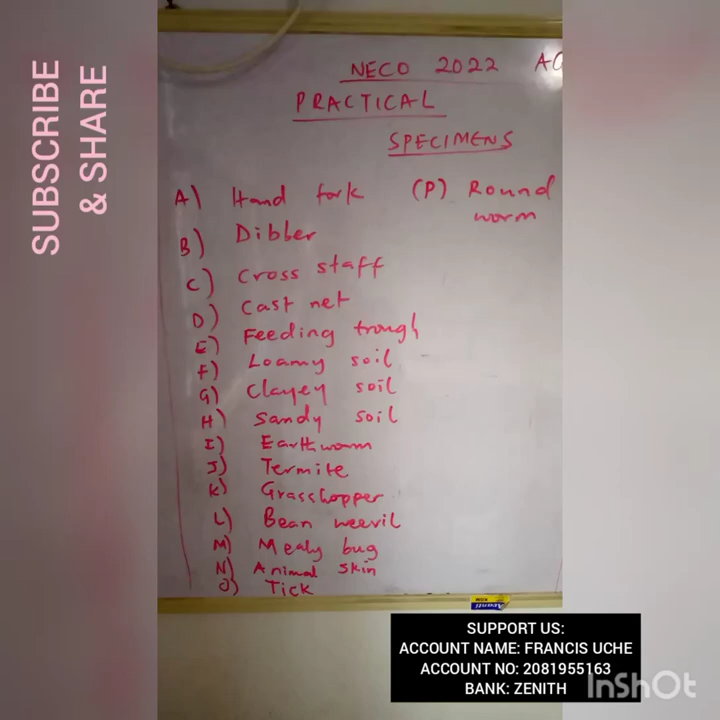 SUBSCRIBE
& SHARE
NECO 2022
PRACTICAL
SPECIMENS
A) Hand fork
B) Dibber
C) Cross staff
D) Cast net
E) Feeding trough
F) Loamy soil
G) Clayey soil
H) Sandy soil
I) Earthworm
J) Termite
K) Grasshopper
L) Bean weevil
M) Mealy bug
N) Animal skin
O) Tick
(P) Round
worm
SUPPORT US:
ACCOUNT NAME: FRANCIS UCHE
ACCOUNT NO: 2081955163
BANK: ZENITH
InShOt